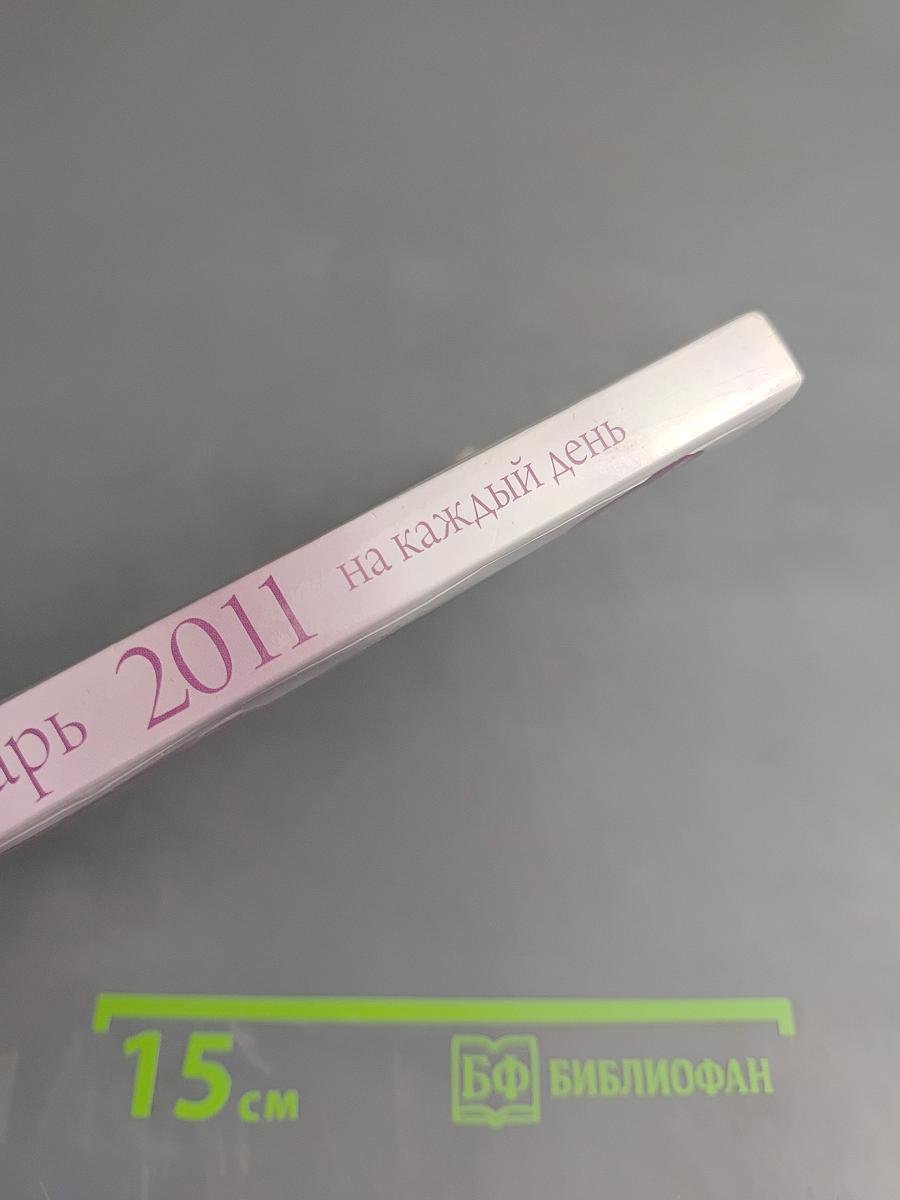 арь 2011 на каждый день
15 см
БФ БИБЛИОФАН